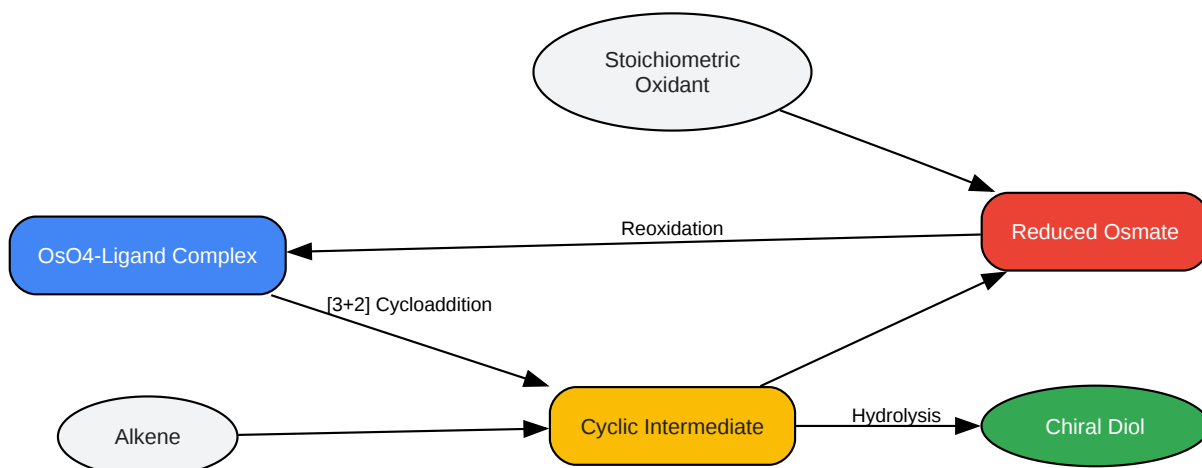 Stoichiometric
Oxidant
Reoxidation
Reduced Osmate
OsO4-Ligand Complex
[3+2] Cycloaddition
Hydrolysis
Alkene
Cyclic Intermediate
Chiral Diol